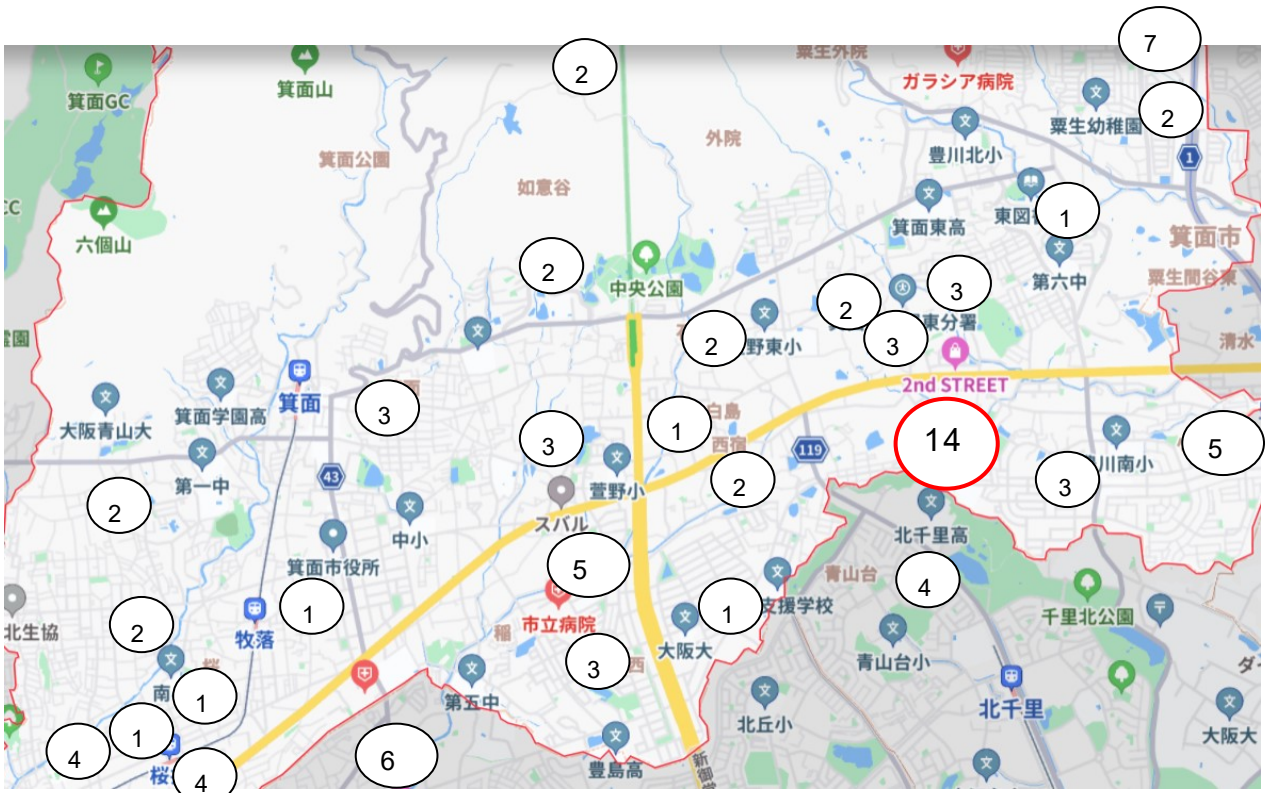 7
2
粟生外院
箕面GC
箕面山
ガラシア病院
粟生幼稚園
2
外院
豊川北小
箕面公園
1
如意谷
箕面東高
東図
1
六個山
箕面市
第六中
粟生間谷東
2
中央公園
3
2
東分署
3
2
野東小
清水
箕面
2nd STREET
大阪青山大
箕面学園高
3
白島
1
西宿
14
5
3
119
川南小
第一中
43
萱野小
2
3
2
中小
スバル
北千里高
箕面市役所
5
青山台
4
支援学校
千里北公園
1
1
北生協
牧落
2
市立病院
稲
大阪大
青山台小
3
西
南
1
第五中
北丘小
北千里
大阪大
1
4
桜
4
6
豊島高
新御堂